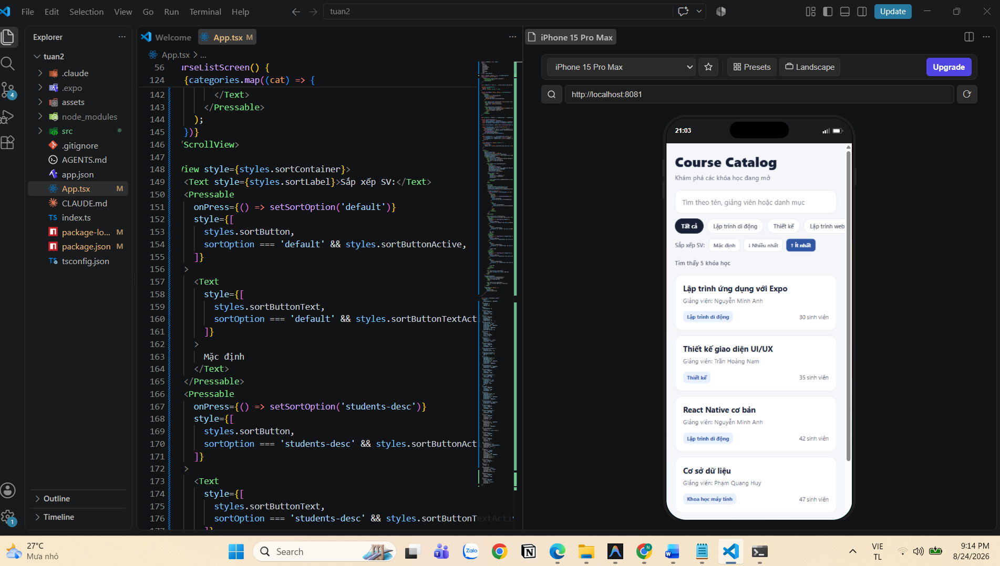 File Edit Selection View Go Run Terminal Help
tuan2
Update
Explorer
tuan2
.claude
.expo
assets
node_modules
src
.gitignore
AGENTS.md
app.json
App.tsx M
CLAUDE.md
index.ts
package-lo... M
package.json M
tsconfig.json
Outline
Timeline
4
1
Welcome
App.tsx M
App.tsx > ...
56 urseListScreen() {
124 {categories.map((cat) => {
142 </Text>
143 </Pressable>
144 );
145 })}
146 /ScrollView>
147
148 /iew style={styles.sortContainer}>
149 <Text style={styles.sortLabel}>Sắp xếp SV:</Text>
150 <Pressable
151 onPress={() => setSortOption('default')}
152 style={[
153 styles.sortButton,
154 sortOption === 'default' && styles.sortButtonActive,
155 ]}
156 >
157 <Text
158 style={[
159 styles.sortButtonText,
160 sortOption === 'default' && styles.sortButtonTextAct
161 ]}
162 >
163 Mặc định
164 </Text>
165 </Pressable>
166 <Pressable
167 onPress={() => setSortOption('students-desc')}
168 style={[
169 styles.sortButton,
170 sortOption === 'students-desc' && styles.sortButtonAct
171 ]}
172 >
173 <Text
174 style={[
175 styles.sortButtonText,
176 sortOption === 'students-desc' && styles.sortButtonTextActi
iPhone 15 Pro Max
iPhone 15 Pro Max
Presets
Landscape
Upgrade
http://localhost:8081
21:03
Course Catalog
Khám phá các khóa học đang mở
Tìm theo tên, giảng viên hoặc danh mục
Tất cả Lập trình di động Thiết kế Lập trình web
Sắp xếp SV: Mặc định ↓ Nhiều nhất ↑ Ít nhất
Tìm thấy 5 khóa học
Lập trình ứng dụng với Expo
Giảng viên: Nguyễn Minh Anh
Lập trình di động 30 sinh viên
Thiết kế giao diện UI/UX
Giảng viên: Trần Hoàng Nam
Thiết kế 35 sinh viên
React Native cơ bản
Giảng viên: Nguyễn Minh Anh
Lập trình di động 42 sinh viên
Cơ sở dữ liệu
Giảng viên: Phạm Quang Huy
Khoa học máy tính 47 sinh viên
27°C
Mưa nhỏ
Search
Zalo
VIE
TL
9:14 PM
8/24/2026